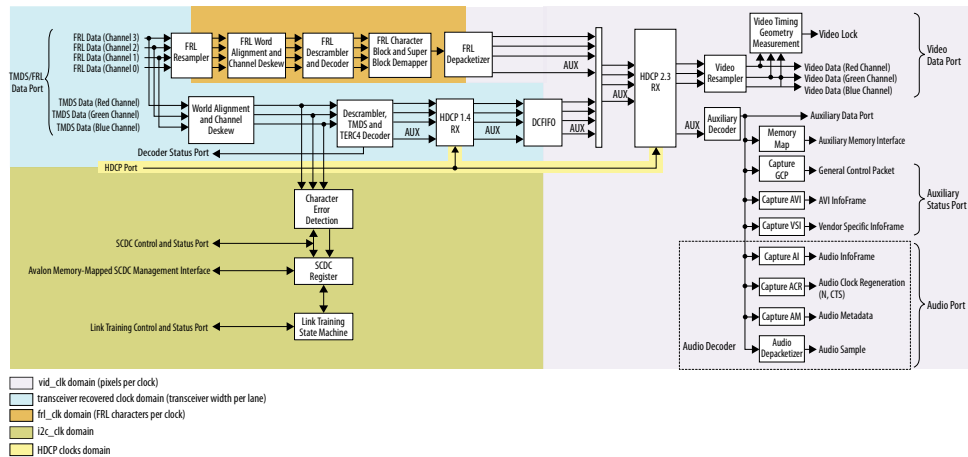 FRL Data (Channel 3)
FRL Data (Channel 2)
FRL Data (Channel 1)
FRL Data (Channel 0)
TMDS/FRL
Data Port
TMDS Data (Red Channel)
TMDS Data (Green Channel)
TMDS Data (Blue Channel)
FRL
Resampler
FRL Word
Alignment and
Channel Deskew
FRL
Descrambler
and Decoder
FRL Character
Block and Super
Block Demapper
FRL
Depacketizer
AUX
World Alignment
and Channel
Deskew
Descrambler,
TMDS and
TERC4 Decoder
AUX
HDCP 1.4
RX
AUX
DCFIFO
AUX
AUX
HDCP 2.3
RX
AUX
Video Timing
Geometry
Measurement
Video Lock
Video
Resampler
Video Data (Red Channel)
Video Data (Green Channel)
Video Data (Blue Channel)
Video
Data Port
Auxiliary
Decoder
Auxiliary Data Port
Memory
Map
Auxiliary Memory Interface
Capture
GCP
General Control Packet
Capture AVI
AVI InfoFrame
Capture VSI
Vendor Specific InfoFrame
Auxiliary
Status Port
Capture AI
Audio InfoFrame
Capture ACR
Audio Clock Regeneration
(N, CTS)
Capture AM
Audio Metadata
Audio
Depacketizer
Audio Sample
Audio Decoder
Audio Port
Decoder Status Port
HDCP Port
Character
Error
Detection
SCDC Control and Status Port
Avalon Memory-Mapped SCDC Management Interface
SCDC
Register
Link Training Control and Status Port
Link Training
State Machine
vid_clk domain (pixels per clock)
transceiver recovered clock domain (transceiver width per lane)
frl_clk domain (FRL characters per clock)
i2c_clk domain
HDCP clocks domain